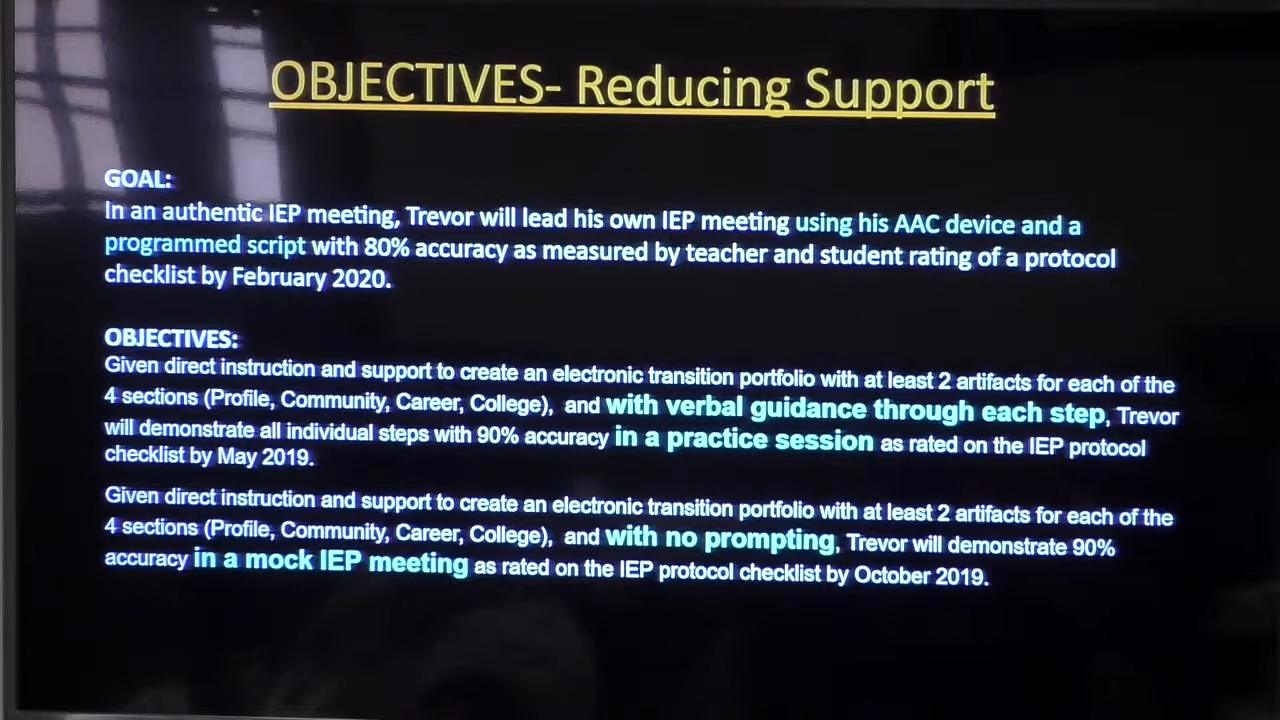 OBJECTIVES- Reducing Support
GOAL:
In an authentic IEP meeting, Trevor will lead his own IEP meeting using his AAC device and a
programmed script with 80% accuracy as measured by teacher and student rating of a protocol
checklist by February 2020.
OBJECTIVES:
Given direct instruction and support to create an electronic transition portfolio with at least 2 artifacts for each of the
4 sections (Profile, Community, Career, College), and with verbal guidance through each step, Trevor
will demonstrate all individual steps with 90% accuracy in a practice session as rated on the IEP protocol
checklist by May 2019.
Given direct instruction and support to create an electronic transition portfolio with at least 2 artifacts for each of the
4 sections (Profile, Community, Career, College), and with no prompting, Trevor will demonstrate 90%
accuracy in a mock IEP meeting as rated on the IEP protocol checklist by October 2019.